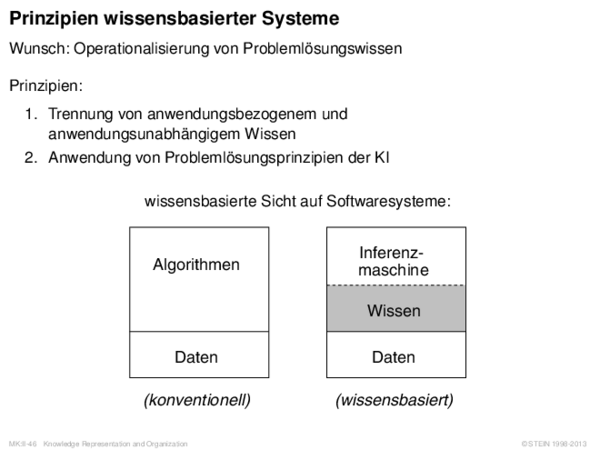 Prinzipien wissensbasierter Systeme
Wunsch: Operationalisierung von Problemlösungswissen
Prinzipien:
1. Trennung von anwendungsbezogenem und
anwendungsunabhängigem Wissen
2. Anwendung von Problemlösungsprinzipien der KI
wissensbasierte Sicht auf Softwaresysteme:
Algorithmen
Daten
(konventionell)
Inferenz-
maschine
Wissen
Daten
(wissensbasiert)
MK:II-46 Knowledge Representation and Organization
© STEIN 1998-2013